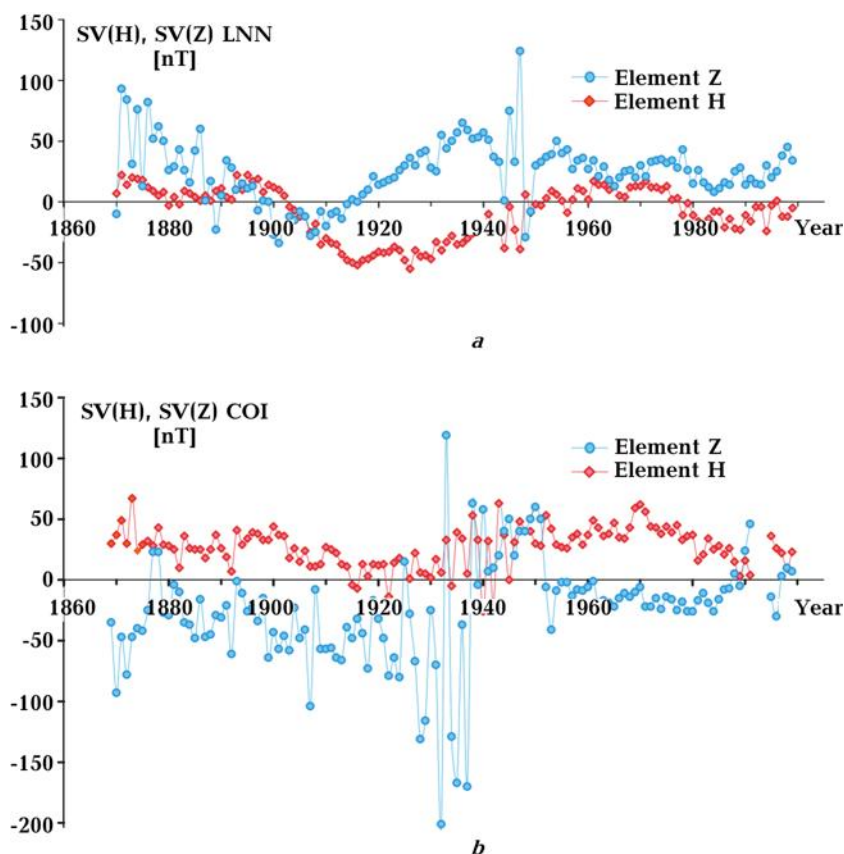 150
SV(H), SV(Z) LNN
[nT]
100
Element Z
Element H
50
0
1860 1880 1900 1920 1940 1960 1980 Year
-50
-100
a
150
SV(H), SV(Z) COI
[nT]
100
Element Z
Element H
50
0
1860 1880 1900 1920 1940 1960 Year
-50
-100
-150
-200
b